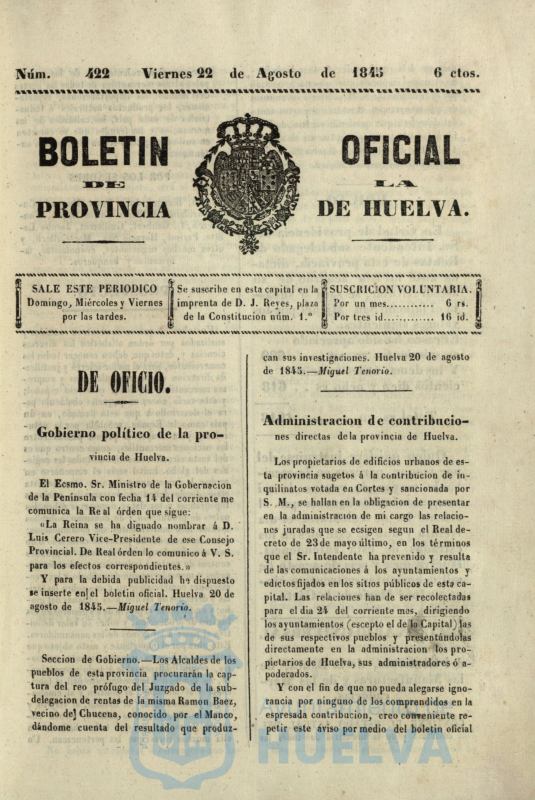 Núm. 422 Viernes 22 de Agosto de 1845 6 ctos.
BOLETIN OFICIAL
DE LA
PROVINCIA DE HUELVA.
SALE ESTE PERIODICO
Domingo, Miércoles y Viernes
por las tardes.
Se suscribe en esta capital en la
imprenta de D. J. Reyes, plaza
de la Constitucion núm. 1.º
SUSCRICION VOLUNTARIA.
Por un mes........... 6 rs.
Por tres id............ 16 id.
DE OFICIO.
Gobierno político de la pro-
vincia de Huelva.
El Ecsmo. Sr. Ministro de la Gobernacion
de la Península con fecha 14 del corriente me
comunica la Real órden que sigue:
«La Reina se ha dignado nombrar á D.
Luis Cerero Vice-Presidente de ese Consejo
Provincial. De Real órden lo comunico á V. S.
para los efectos correspondientes.»
Y para la debida publicidad he dispuesto
se inserte en el boletin oficial. Huelva 20 de
agosto de 1845.—Miguel Tenorio.
Seccion de Gobierno.—Los Alcaldes de los
pueblos de esta provincia procurarán la cap-
tura del reo prófugo del Juzgado de la sub-
delegacion de rentas de la misma Ramon Baez,
vecino de Chucena, conocido por el Manco,
dándome cuenta del resultado que produz-
can sus investigaciones. Huelva 20 de agosto
de 1845.—Miguel Tenorio.
Administracion de contribucio-
nes directas de la provincia de Huelva.
Los propietarios de edificios urbanos de es-
ta provincia sugetos á la contribucion de in-
quilinatos votada en Cortes y sancionada por
S. M., se hallan en la obligacion de presentar
en la administracion de mi cargo las relacio-
nes juradas que se ecsigen segun el Real de-
creto de 23 de mayo último, en los términos
que el Sr. Intendente ha prevenido y resulta
de las comunicaciones á los ayuntamientos y
edictos fijados en los sitios públicos de esta ca-
pital. Las relaciones han de ser recolectadas
para el dia 24 del corriente mes, dirigiendo
los ayuntamientos (escepto el de la Capital) las
de sus respectivos pueblos y presentándolas
directamente en la administracion los pro-
pietarios de Huelva, sus administradores ó a-
poderados.
Y con el fin de que no pueda alegarse igno-
rancia por ninguno de los comprendidos en la
espresada contribucion, creo conveniente re-
petir este aviso por medio del boletin oficial
HUELVA